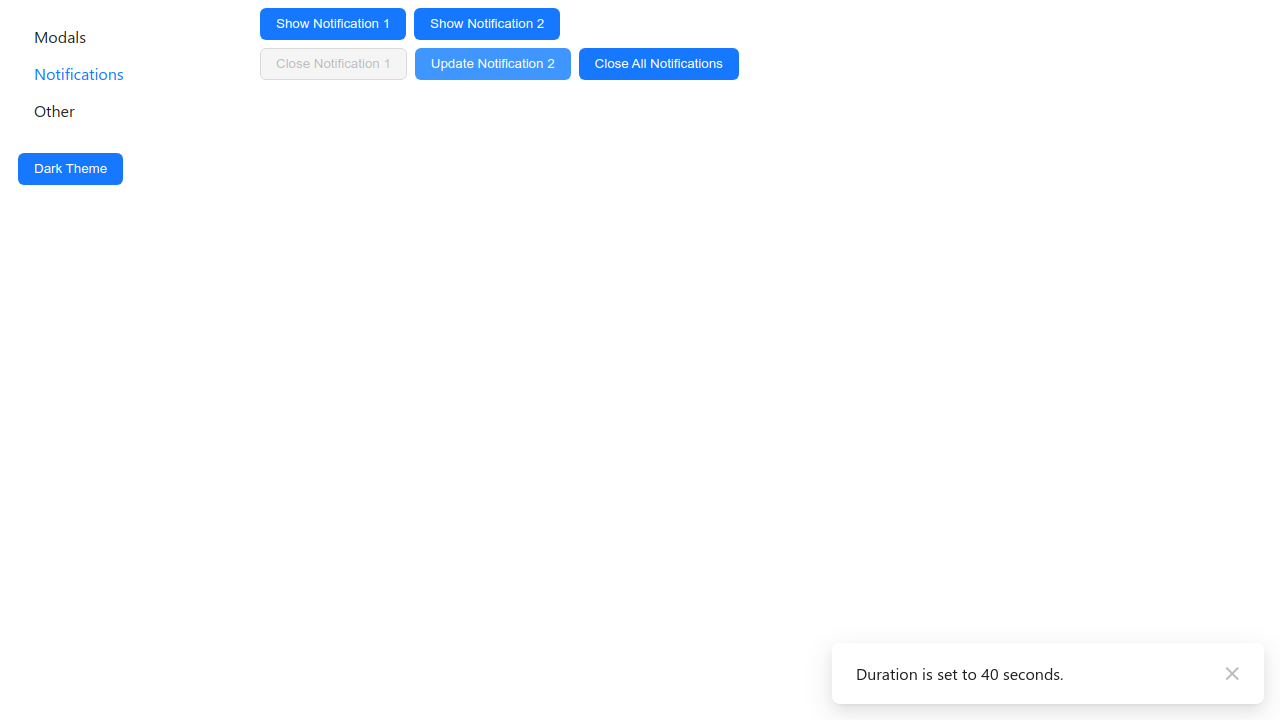 Modals
Notifications
Other
Dark Theme
Show Notification 1
Show Notification 2
Close Notification 1
Update Notification 2
Close All Notifications
Duration is set to 40 seconds.